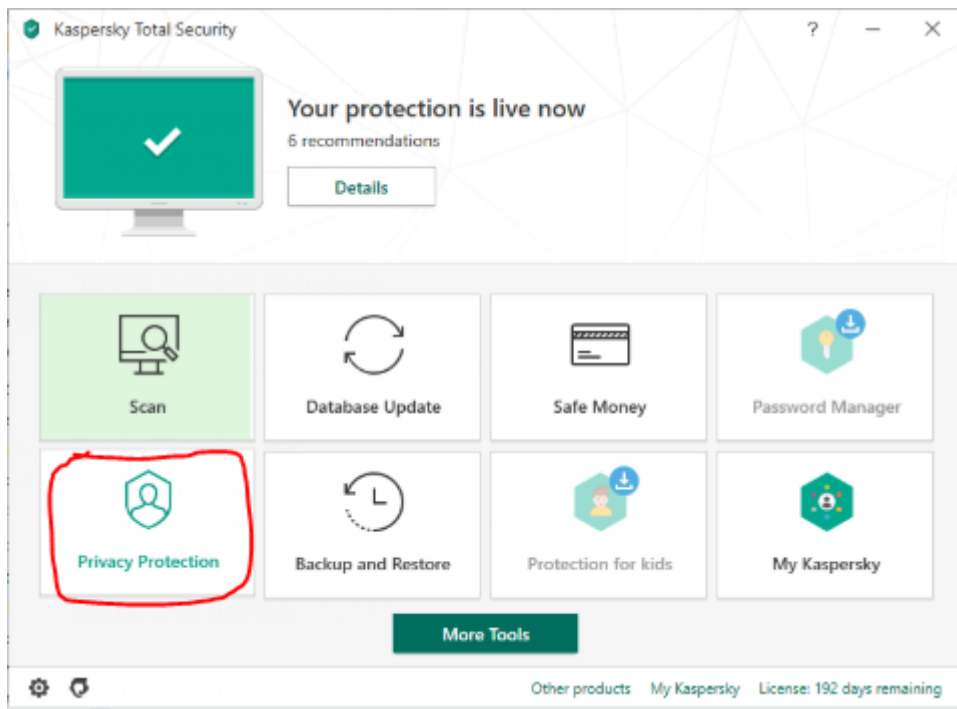 Kaspersky Total Security
?
Your protection is live now
6 recommendations
Details
Scan
Database Update
Safe Money
Password Manager
Privacy Protection
Backup and Restore
Protection for kids
My Kaspersky
More Tools
Other products My Kaspersky License: 192 days remaining